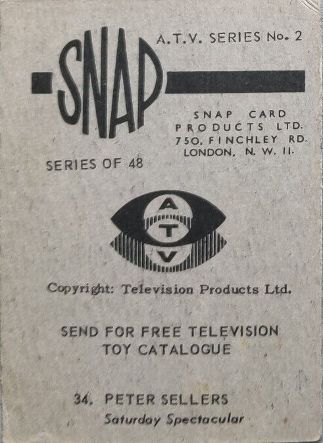 A.T.V. SERIES No. 2
SNAP
SNAP CARD
PRODUCTS LTD.
750, FINCHLEY RD.
LONDON, N. W. 11.
SERIES OF 48
A
T
V
Copyright: Television Products Ltd.
SEND FOR FREE TELEVISION
TOY CATALOGUE
34. PETER SELLERS
Saturday Spectacular